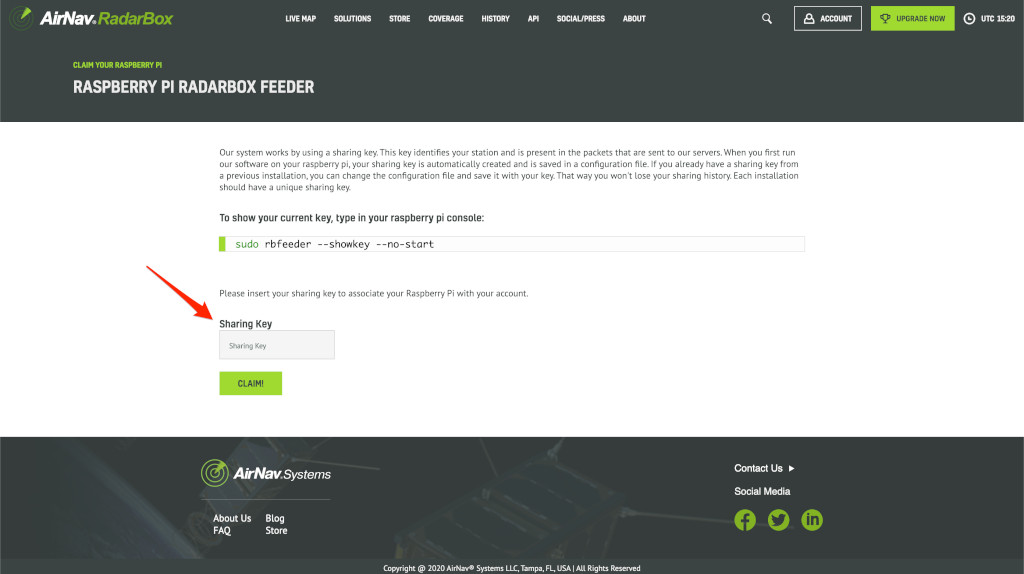 AirNav® RadarBox
LIVE MAP SOLUTIONS STORE COVERAGE HISTORY API SOCIAL/PRESS ABOUT ACCOUNT UPGRADE NOW UTC 15:20
CLAIM YOUR RASPBERRY PI
RASPBERRY PI RADARBOX FEEDER
Our system works by using a sharing key. This key identifies your station and is present in the packets that are sent to our servers. When you first run
our software on your raspberry pi, your sharing key is automatically created and is saved in a configuration file. If you already have a sharing key from
a previous installation, you can change the configuration file and save it with your key. That way you won't lose your sharing history. Each installation
should have a unique sharing key.
To show your current key, type in your raspberry pi console:
sudo rbfeeder --showkey --no-start
Please insert your sharing key to associate your Raspberry Pi with your account.
Sharing Key
Sharing Key
CLAIM!
AirNav.Systems
About Us Blog
FAQ Store
Contact Us
Social Media
Copyright @ 2020 AirNav® Systems LLC, Tampa, FL, USA | All Rights Reserved